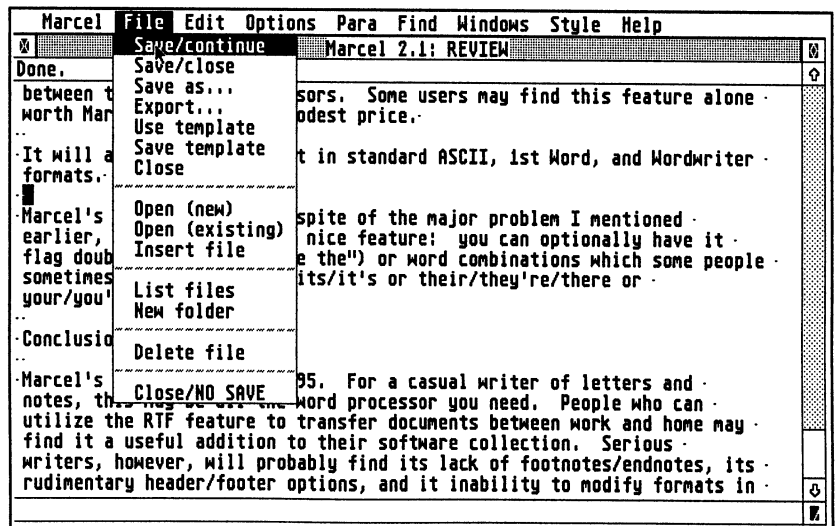 Marcel File Edit Options Para Find Windows Style Help
Marcel 2.1: REVIEW
Done.
Save/continue
Save/close
Save as...
Export...
Use template
Save template
Close
Open (new)
Open (existing)
Insert file
List files
New folder
Delete file
Close/NO SAVE
between t sors. Some users may find this feature alone
worth Mar odest price.
It will a t in standard ASCII, 1st Word, and Wordwriter
formats.
Marcel's spite of the major problem I mentioned
earlier, nice feature: you can optionally have it
flag doub e the") or word combinations which some people
sometimes its/it's or their/they're/there or
your/you'
Conclusio
Marcel's 95. For a casual writer of letters and
notes, th word processor you need. People who can
utilize the RTF feature to transfer documents between work and home may
find it a useful addition to their software collection. Serious
writers, however, will probably find its lack of footnotes/endnotes, its
rudimentary header/footer options, and it inability to modify formats in